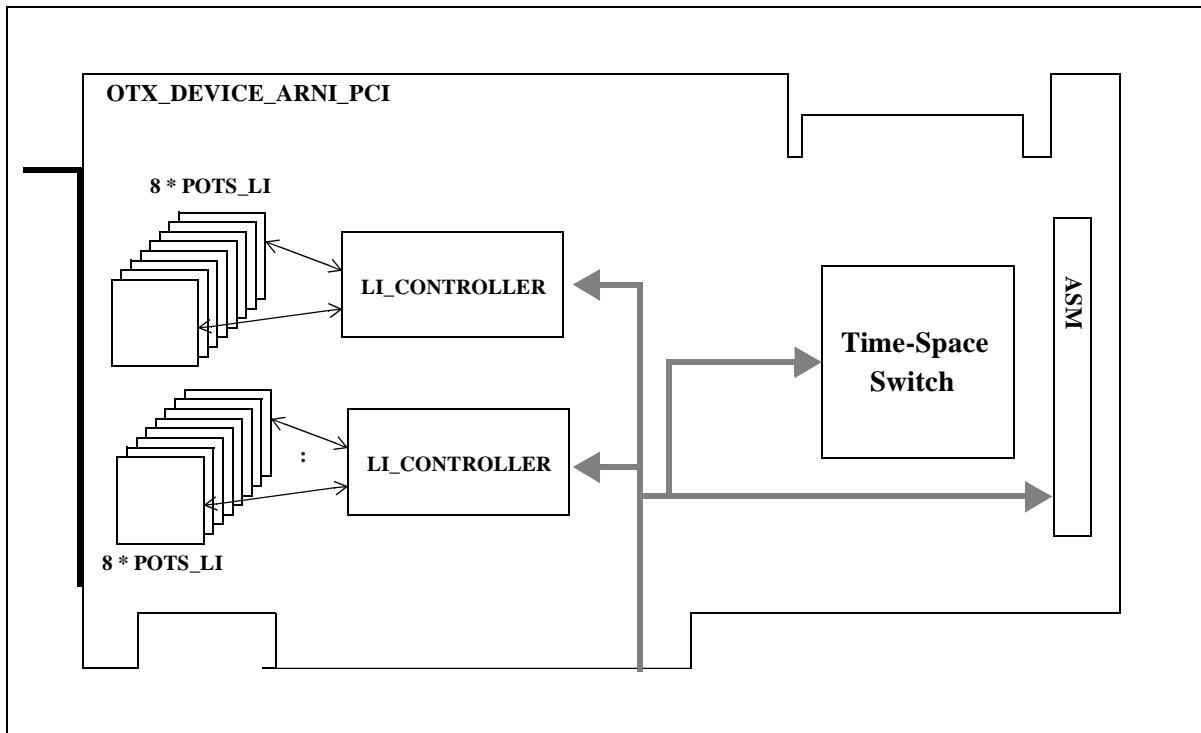 OTX_DEVICE_ARNI_PCI
8 * POTS_LI
LI_CONTROLLER
ASM
Time-Space
Switch
:
LI_CONTROLLER
8 * POTS_LI